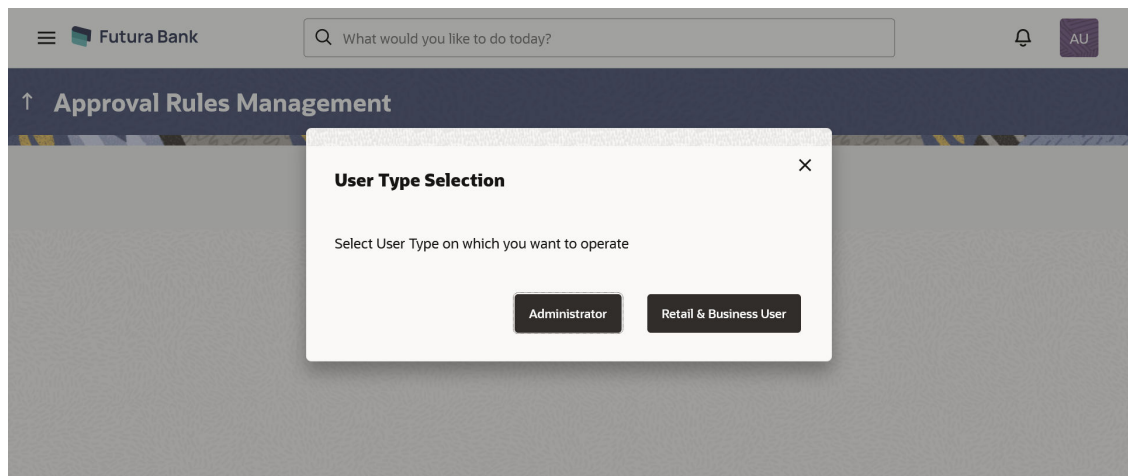 Futura Bank
What would you like to do today?
AU
Approval Rules Management
User Type Selection
Select User Type on which you want to operate
Administrator
Retail & Business User